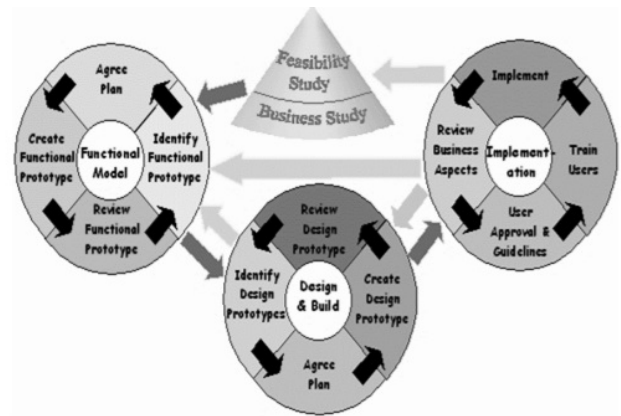 Feasibility
Study
Business Study
Agree
Plan
Create
Functional
Prototype
Functional
Model
Identify
Functional
Prototype
Review
Functional
Prototype
Implement
Review
Business
Aspects
Implement-
ation
Train
Users
User
Approval &
Guidelines
Review
Design
Prototype
Identify
Design
Prototypes
Design
& Build
Create
Design
Prototype
Agree
Plan